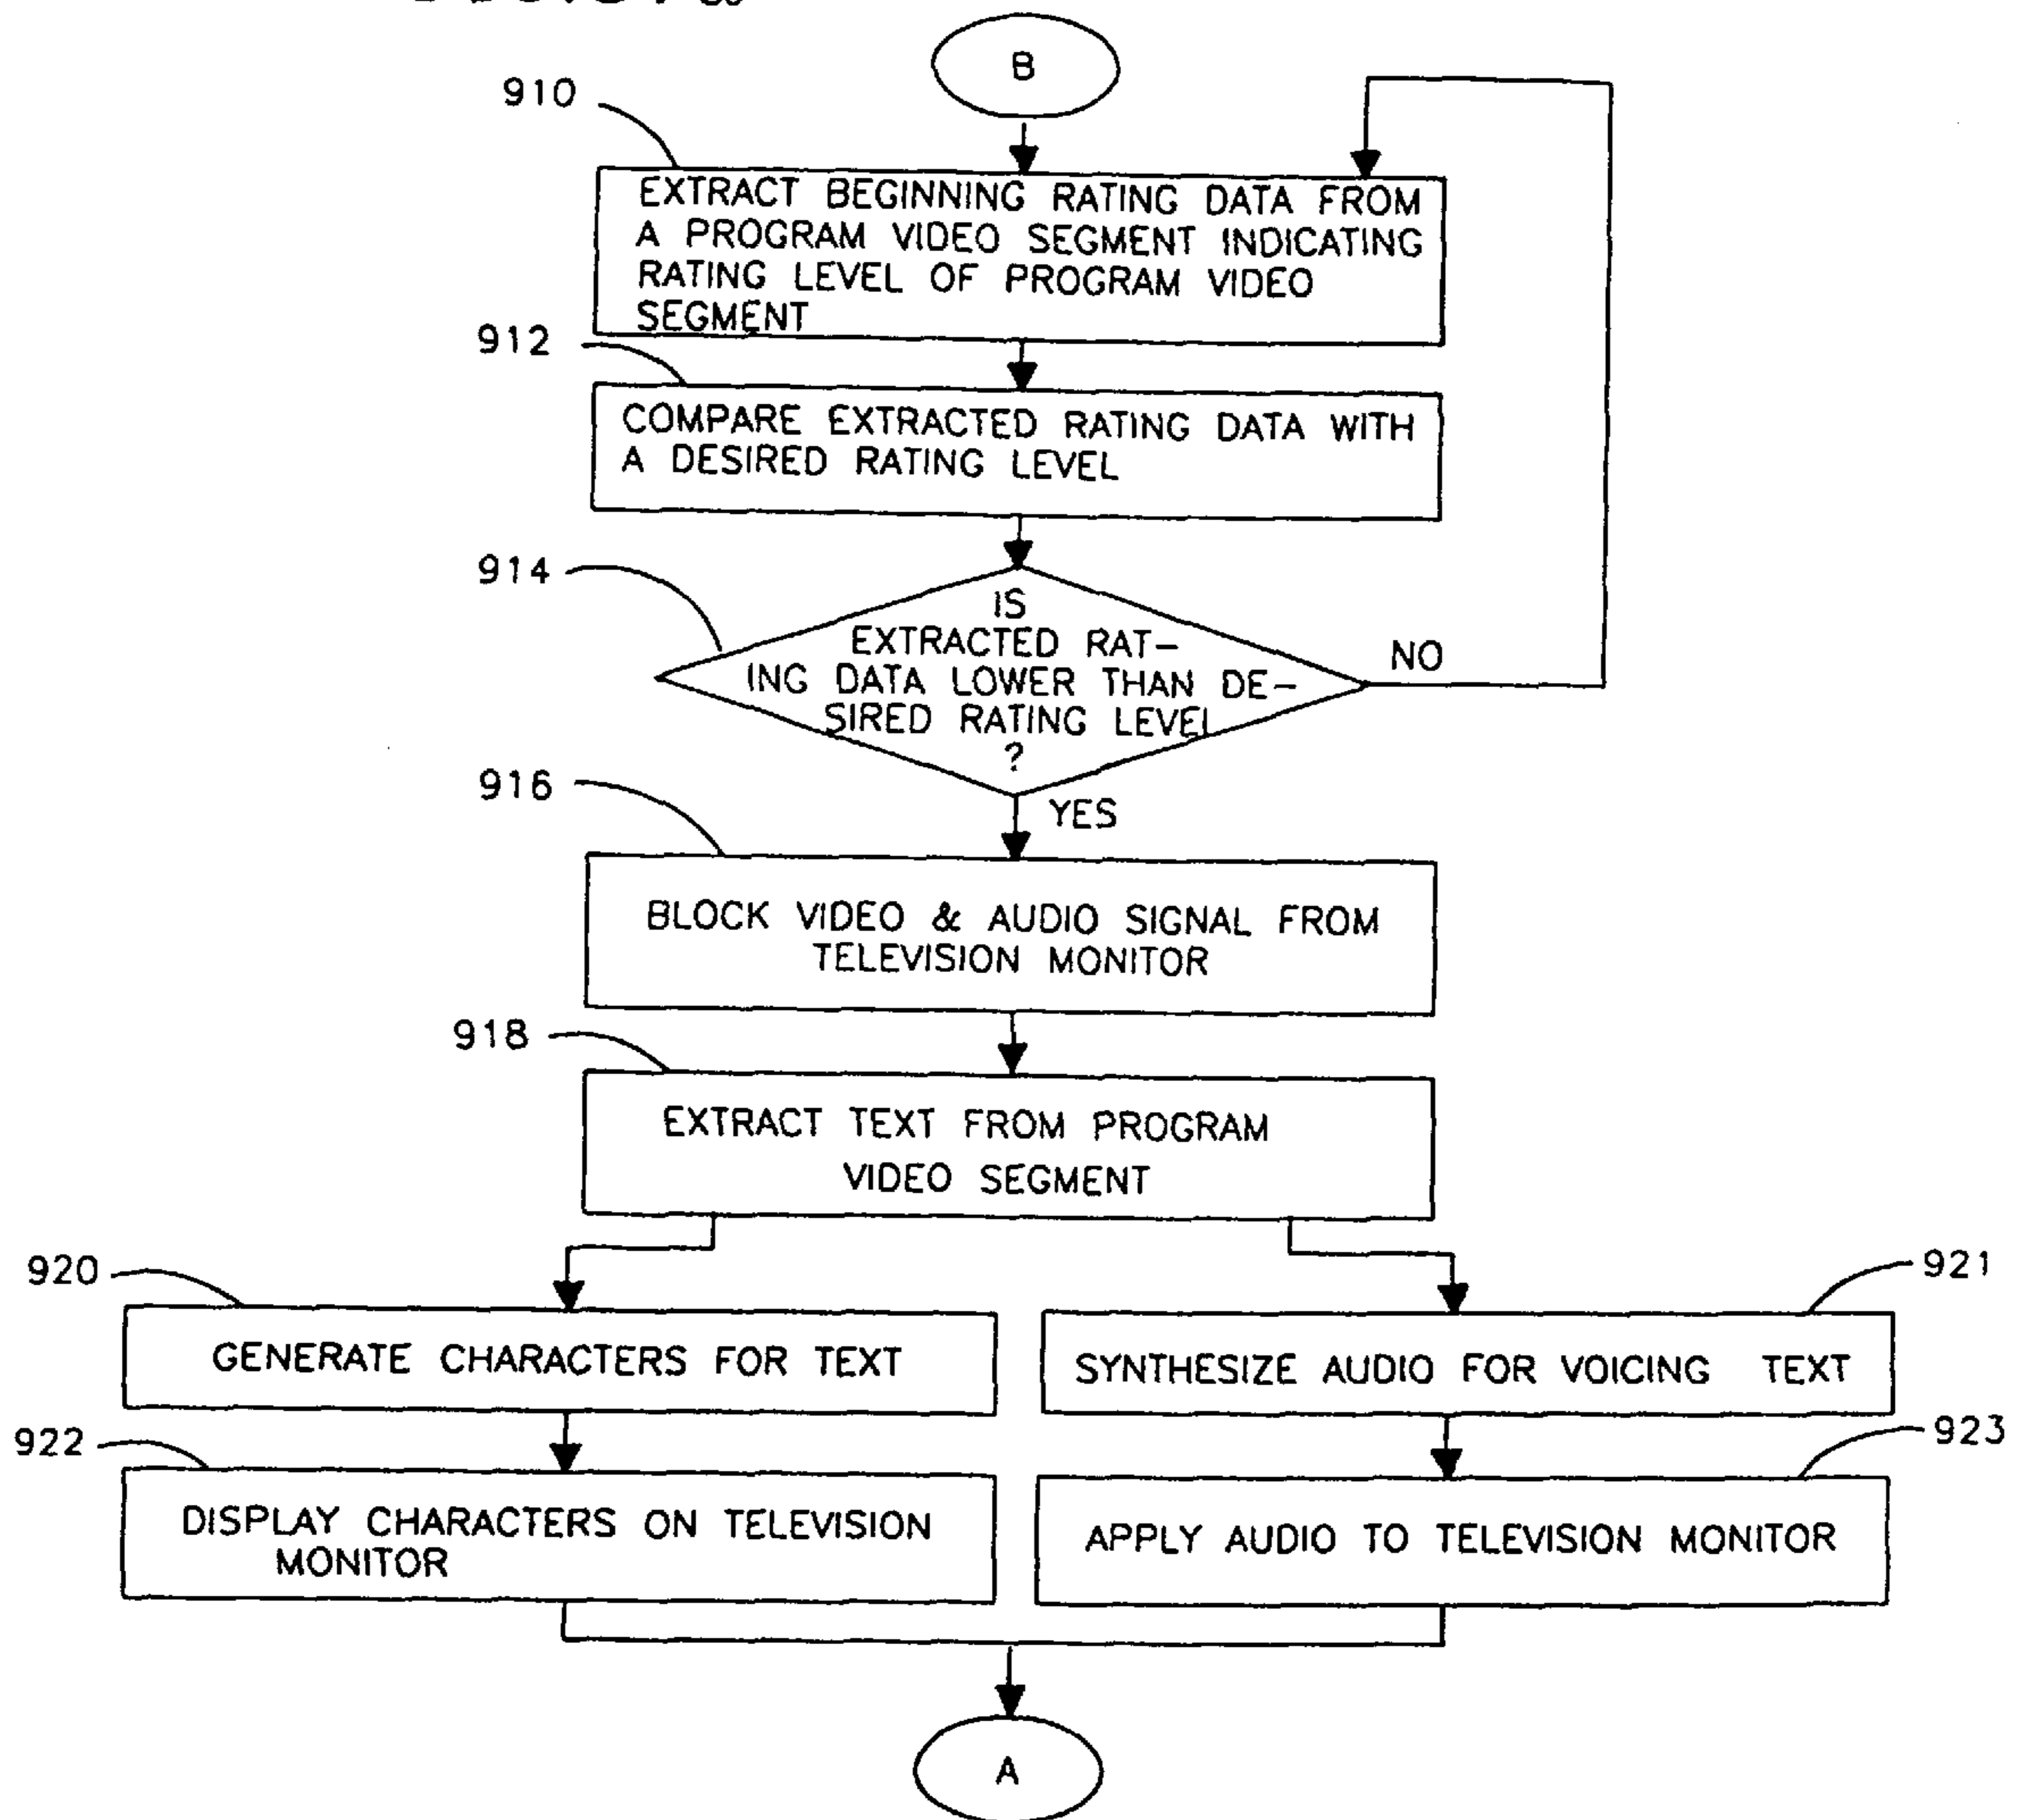 B
910
EXTRACT BEGINNING RATING DATA FROM
A PROGRAM VIDEO SEGMENT INDICATING
RATING LEVEL OF PROGRAM VIDEO
SEGMENT
912
COMPARE EXTRACTED RATING DATA WITH
A DESIRED RATING LEVEL
914
IS
EXTRACTED RAT-
ING DATA LOWER THAN DE-
SIRED RATING LEVEL
?
NO
YES
916
BLOCK VIDEO & AUDIO SIGNAL FROM
TELEVISION MONITOR
918
EXTRACT TEXT FROM PROGRAM
VIDEO SEGMENT
920
GENERATE CHARACTERS FOR TEXT
921
SYNTHESIZE AUDIO FOR VOICING TEXT
922
DISPLAY CHARACTERS ON TELEVISION
MONITOR
923
APPLY AUDIO TO TELEVISION MONITOR
A